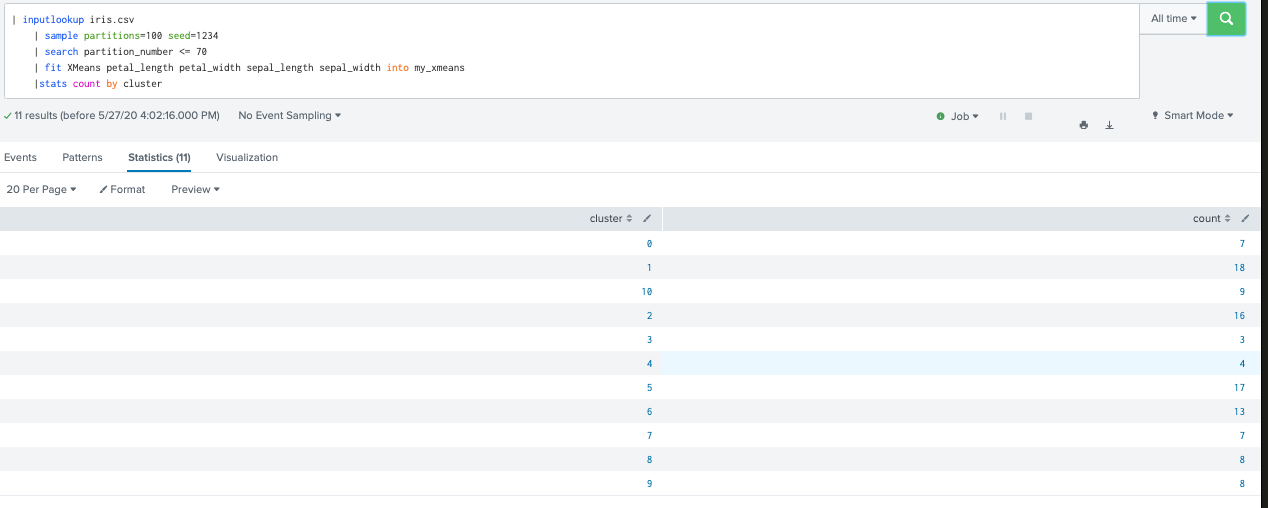 | inputlookup iris.csv
| sample partitions=100 seed=1234
| search partition_number <= 70
| fit XMeans petal_length petal_width sepal_length sepal_width into my_xmeans
|stats count by cluster
All time
11 results (before 5/27/20 4:02:16.000 PM) No Event Sampling Job Smart Mode
Events Patterns Statistics (11) Visualization
20 Per Page Format Preview
cluster count
0 7
1 18
10 9
2 16
3 3
4 4
5 17
6 13
7 7
8 8
9 8